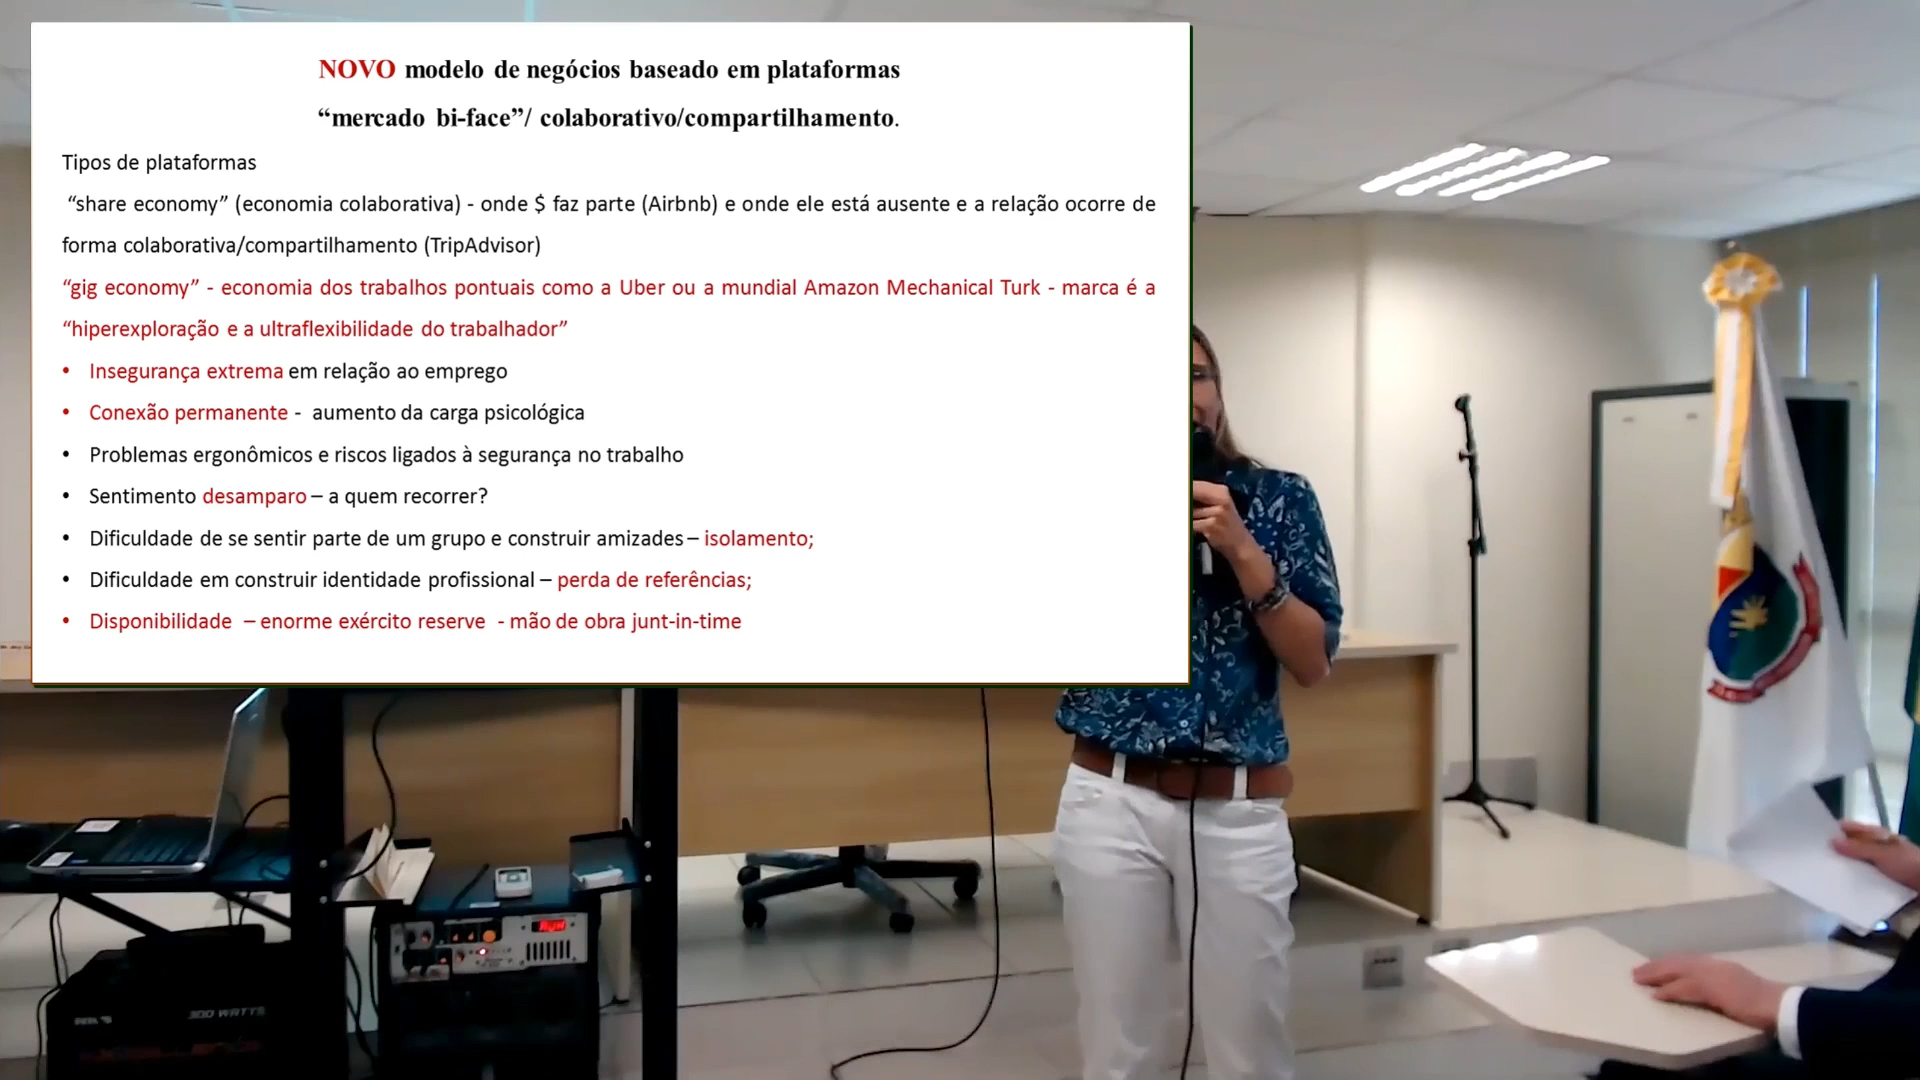 NOVO modelo de negócios baseado em plataformas
“mercado bi-face”/ colaborativo/compartilhamento.
Tipos de plataformas
“share economy” (economia colaborativa) - onde $ faz parte (Airbnb) e onde ele está ausente e a relação ocorre de
forma colaborativa/compartilhamento (TripAdvisor)
“gig economy” - economia dos trabalhos pontuais como a Uber ou a mundial Amazon Mechanical Turk - marca é a
“hiperexploração e a ultraflexibilidade do trabalhador”
• Insegurança extrema em relação ao emprego
• Conexão permanente - aumento da carga psicológica
• Problemas ergonômicos e riscos ligados à segurança no trabalho
• Sentimento desamparo – a quem recorrer?
• Dificuldade de se sentir parte de um grupo e construir amizades – isolamento;
• Dificuldade em construir identidade profissional – perda de referências;
• Disponibilidade – enorme exército reserve - mão de obra junt-in-time
300 WATTS